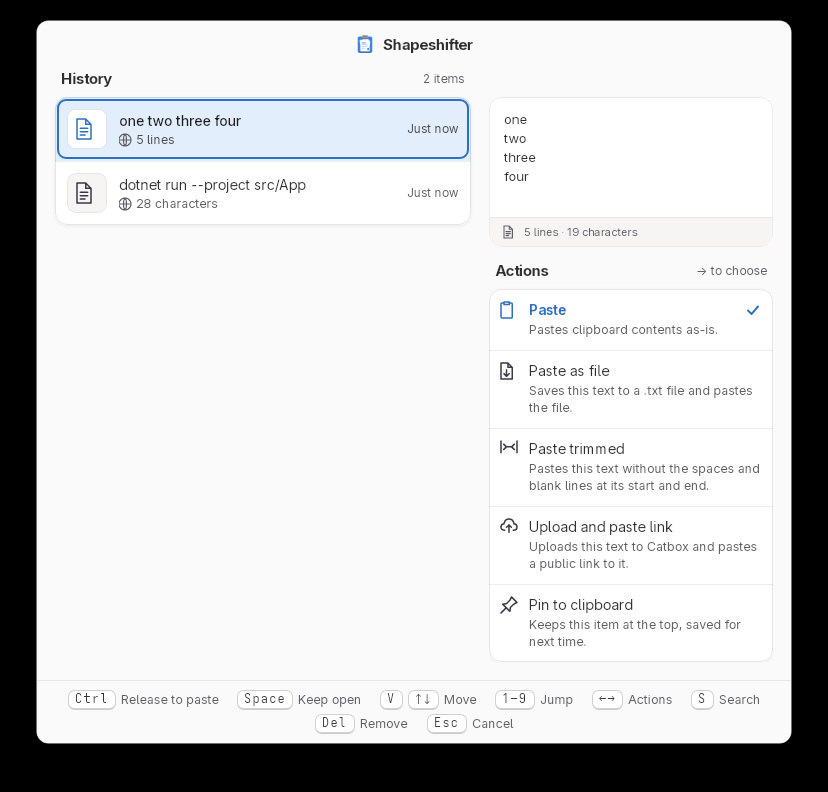 Shapeshifter
History
2 items
one two three four
5 lines
Just now
dotnet run --project src/App
28 characters
Just now
one
two
three
four
5 lines · 19 characters
Actions
→ to choose
Paste
Pastes clipboard contents as-is.
Paste as file
Saves this text to a .txt file and pastes
the file.
Paste trimmed
Pastes this text without the spaces and
blank lines at its start and end.
Upload and paste link
Uploads this text to Catbox and pastes
a public link to it.
Pin to clipboard
Keeps this item at the top, saved for
next time.
Ctrl Release to paste Space Keep open V ↑↓ Move 1–9 Jump ←→ Actions S Search
Del Remove Esc Cancel